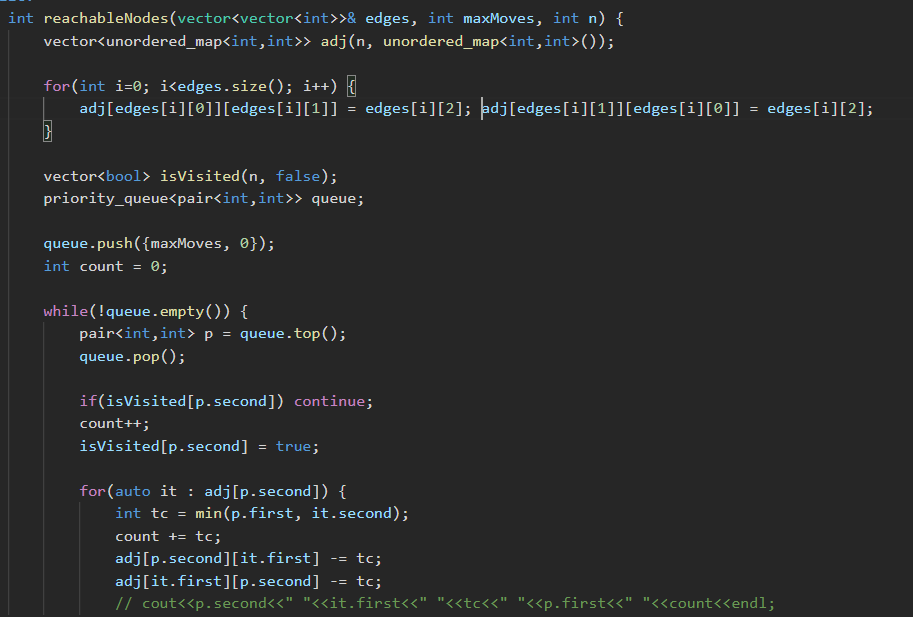 int reachableNodes(vector<vector<int>>& edges, int maxMoves, int n) {
    vector<unordered_map<int,int>> adj(n, unordered_map<int,int>());
    for(int i=0; i<edges.size(); i++) {
        adj[edges[i][0]][edges[i][1]] = edges[i][2]; adj[edges[i][1]][edges[i][0]] = edges[i][2];
    }
    vector<bool> isVisited(n, false);
    priority_queue<pair<int,int>> queue;
    queue.push({maxMoves, 0});
    int count = 0;
    while(!queue.empty()) {
        pair<int,int> p = queue.top();
        queue.pop();
        if(isVisited[p.second]) continue;
        count++;
        isVisited[p.second] = true;
        for(auto it : adj[p.second]) {
            int tc = min(p.first, it.second);
            count += tc;
            adj[p.second][it.first] -= tc;
            adj[it.first][p.second] -= tc;
            // cout<<p.second<<" "<<it.first<<" "<<tc<<" "<<p.first<<" "<<count<<endl;